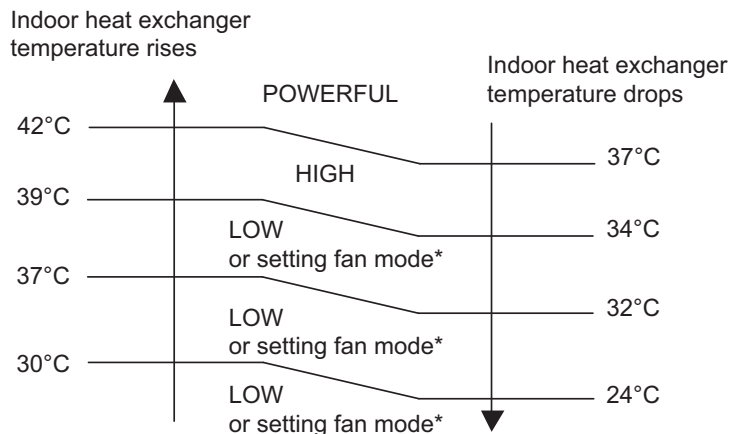 Indoor heat exchanger
temperature rises
Indoor heat exchanger
temperature drops
POWERFUL
42°C
37°C
HIGH
39°C
34°C
LOW
or setting fan mode*
37°C
32°C
LOW
or setting fan mode*
30°C
24°C
LOW
or setting fan mode*